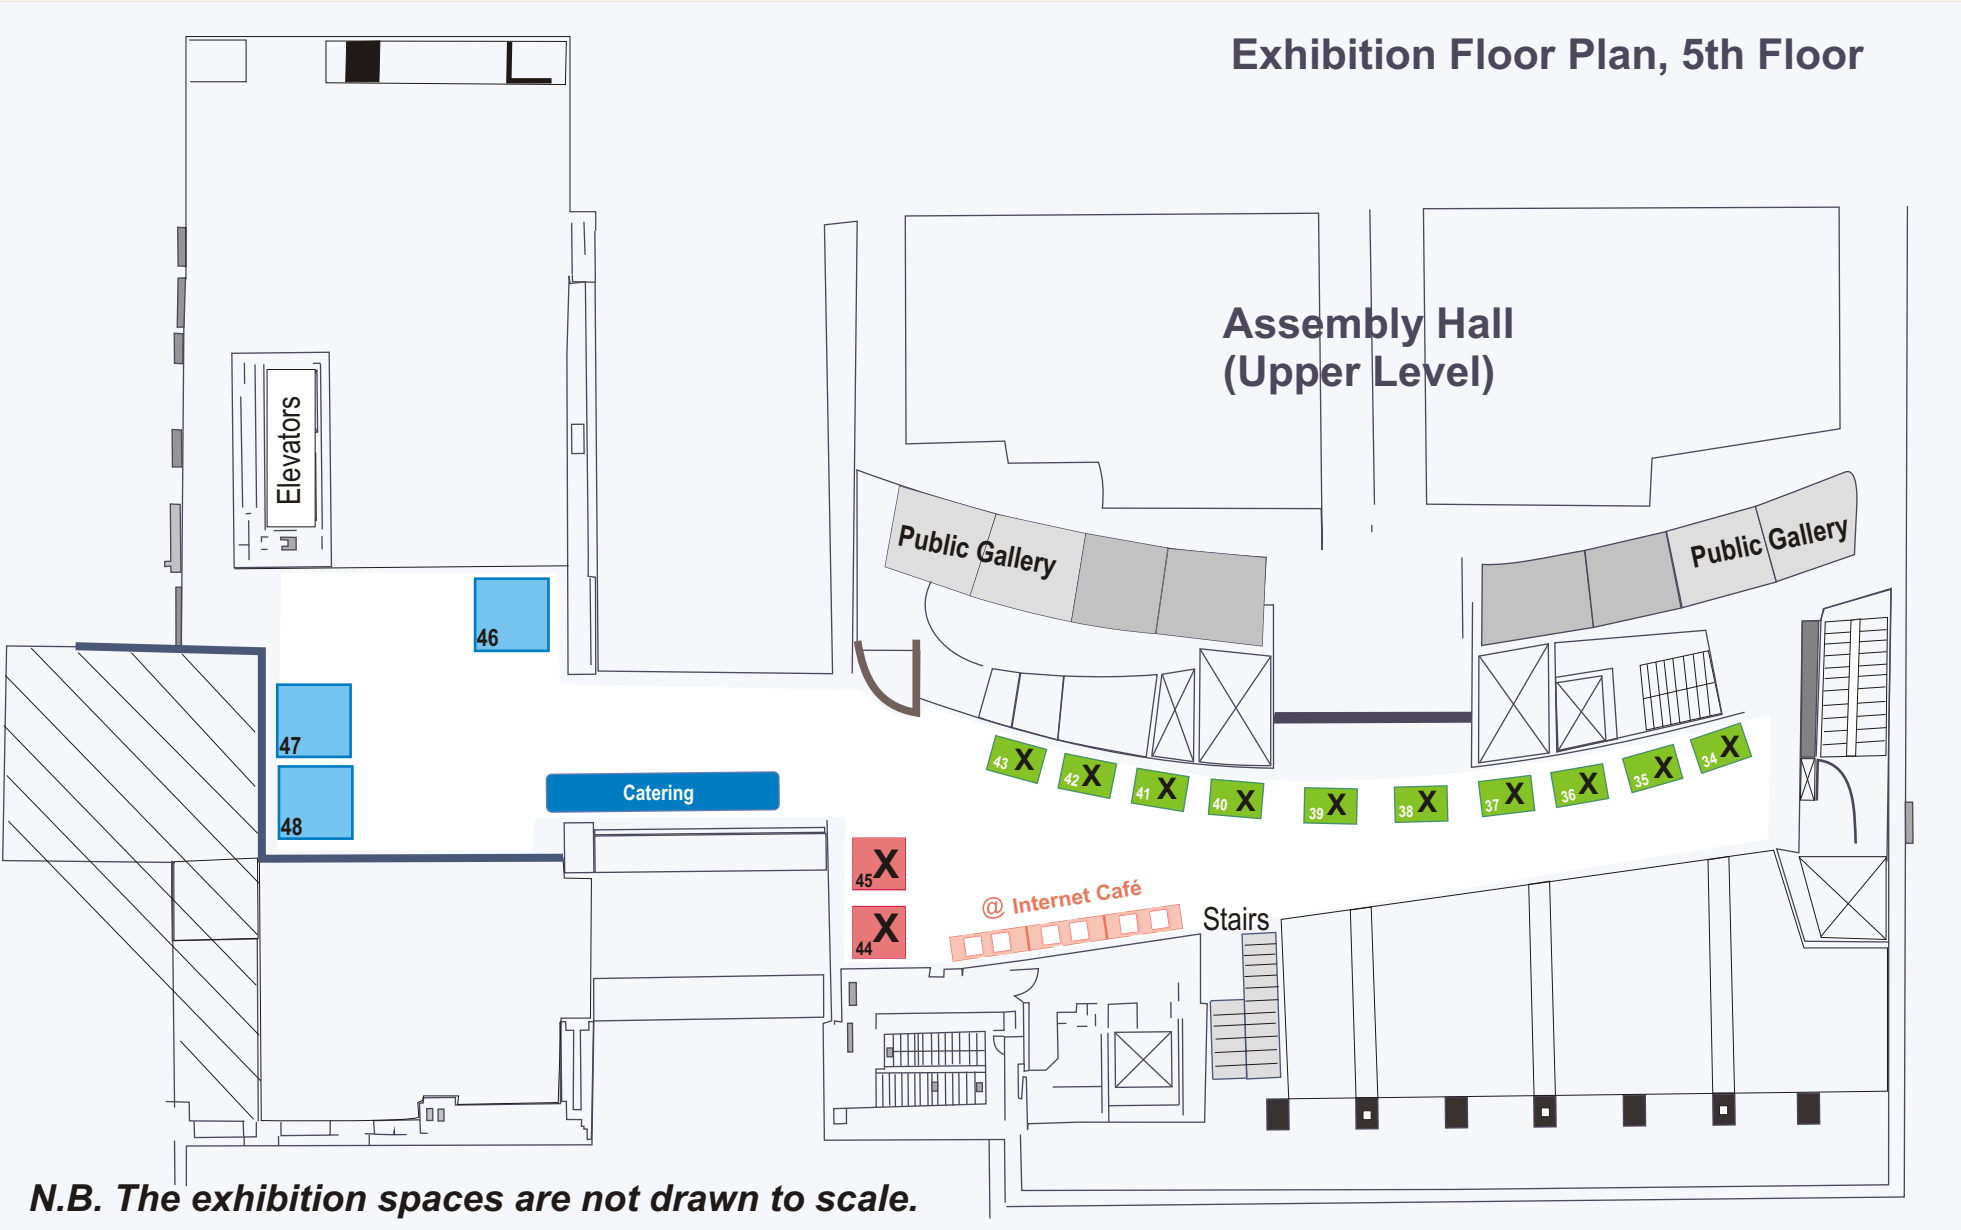 Exhibition Floor Plan, 5th Floor
Assembly Hall
(Upper Level)
Elevators
Public Gallery
Public Gallery
46
47
48
Catering
43 X
42 X
41 X
40 X
39 X
38 X
37 X
36 X
35 X
34 X
45 X
44 X
@ Internet Café
Stairs
N.B. The exhibition spaces are not drawn to scale.